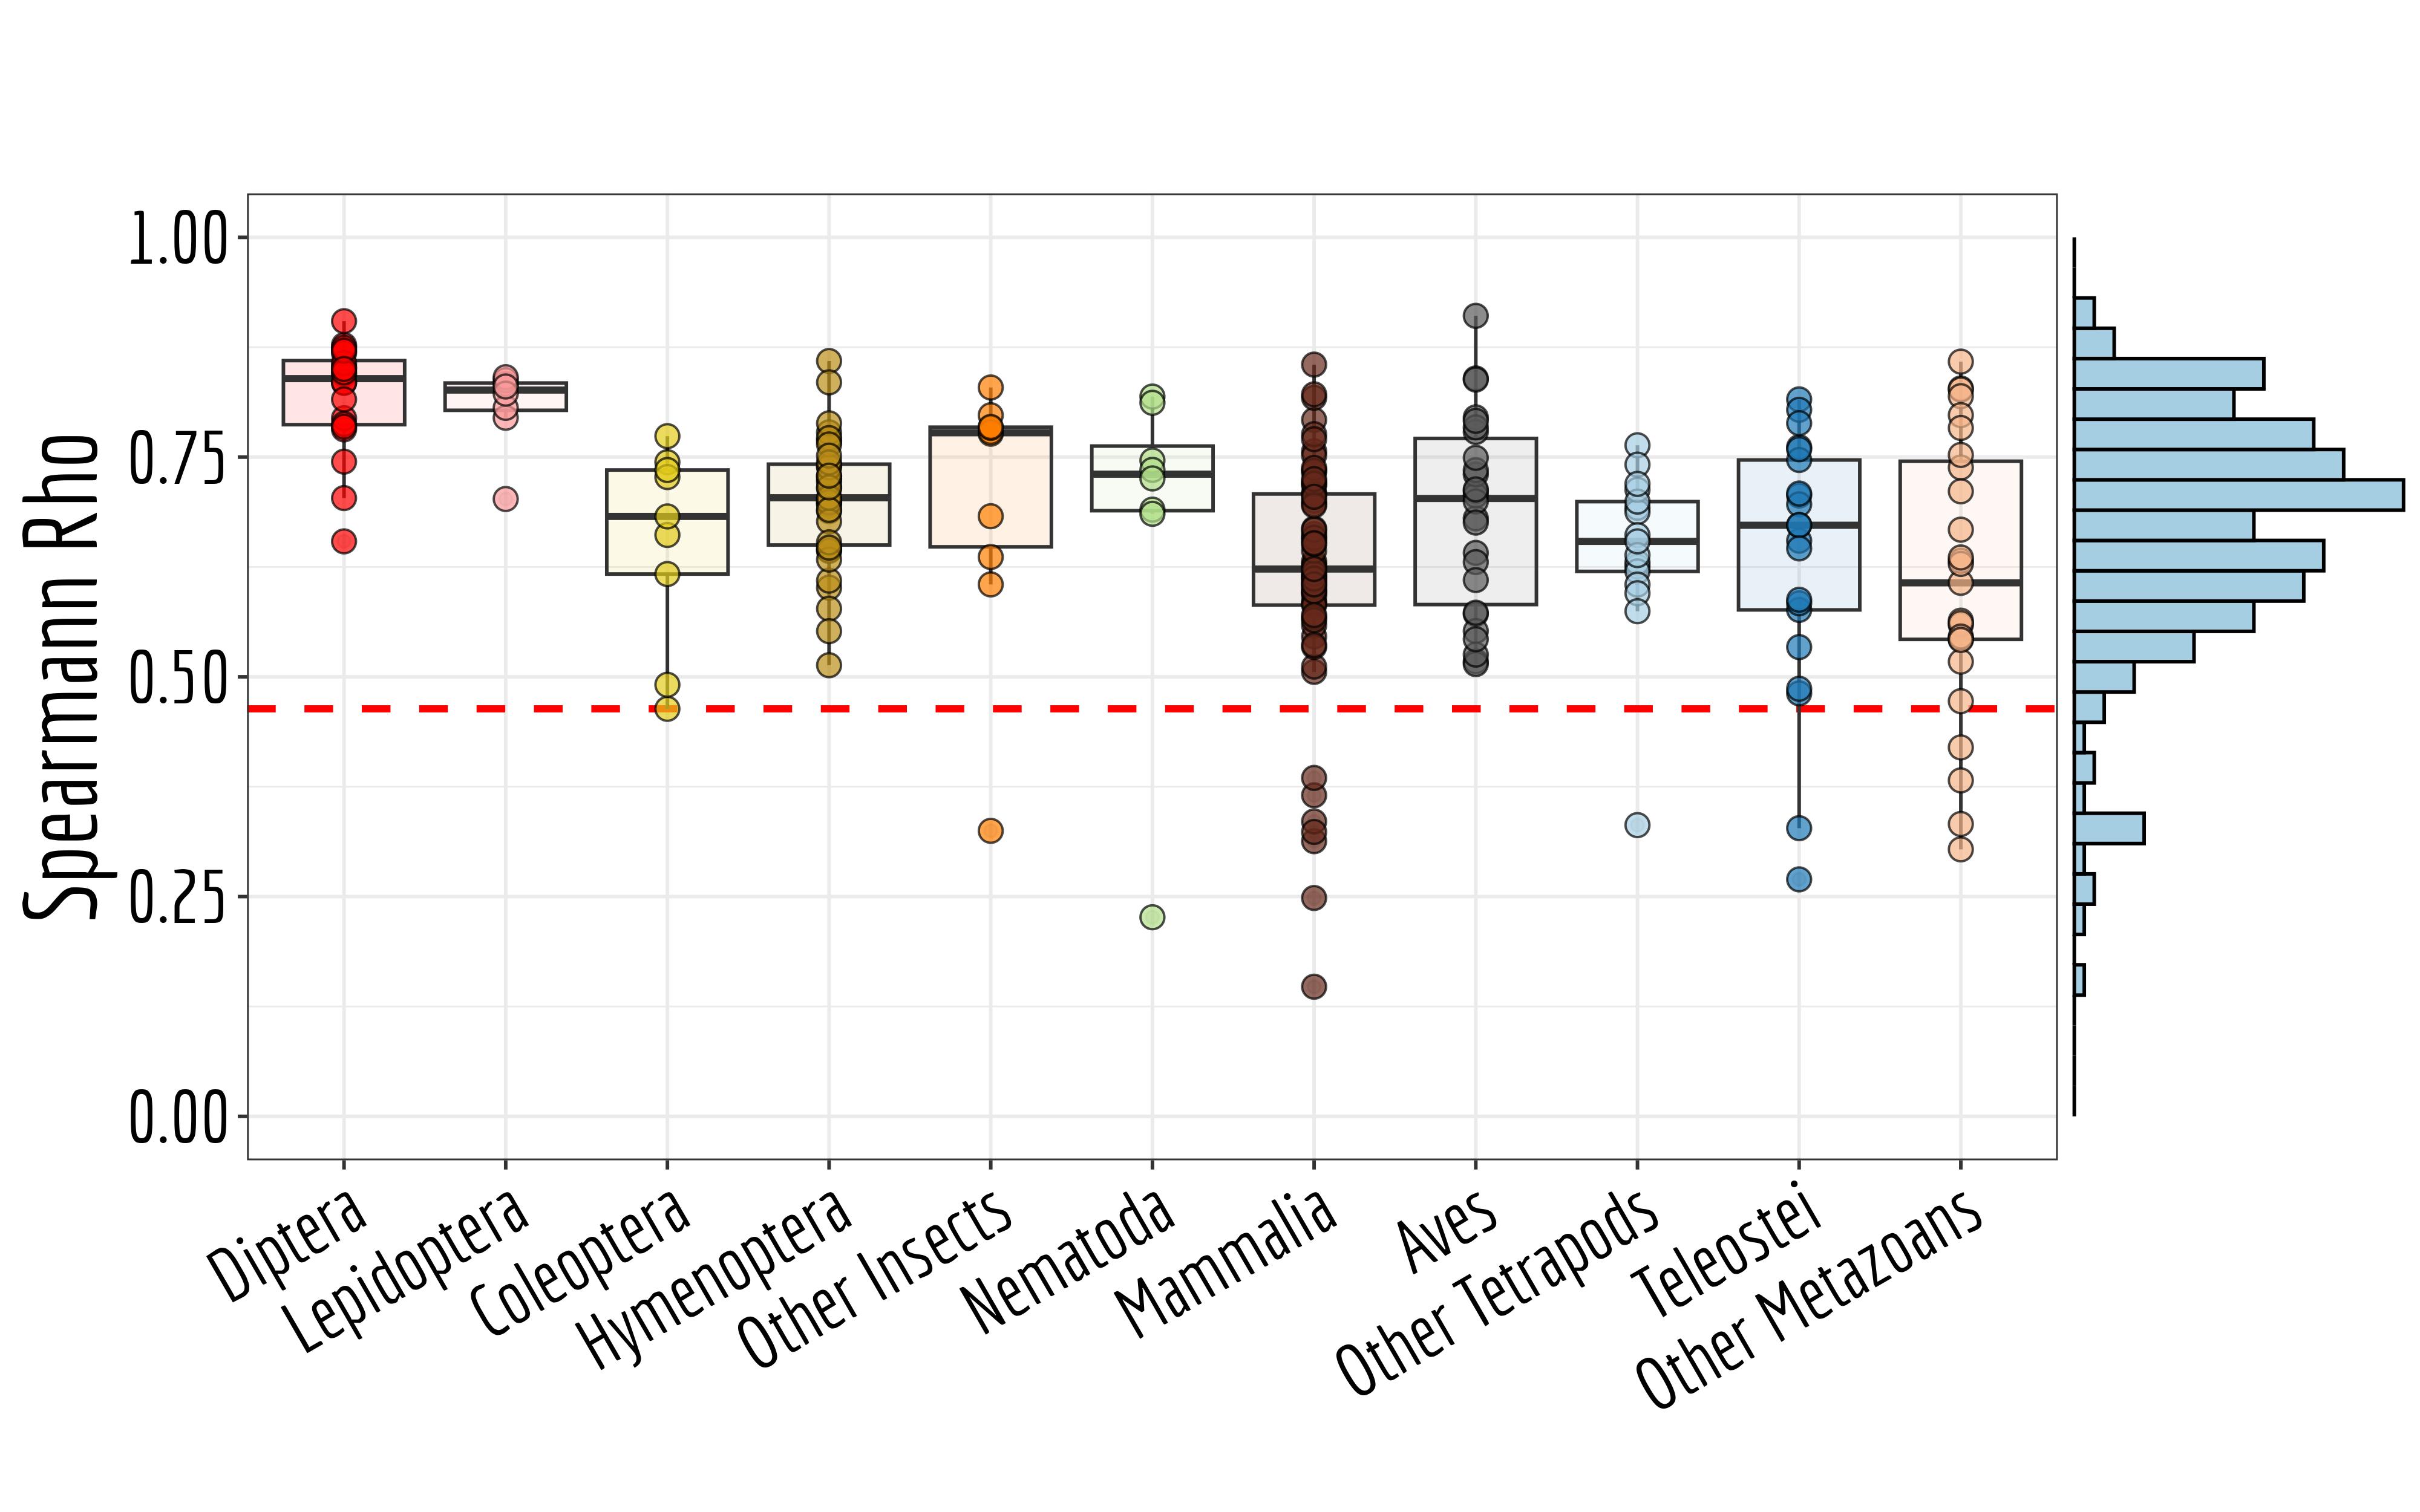 Spearmann Rho
1.00
0.75
0.50
0.25
0.00
Diptera
Lepidoptera
Coleoptera
Hymenoptera
Other Insects
Nematoda
Mammalia
Aves
Other Tetrapods
Teleostei
Other Metazoans